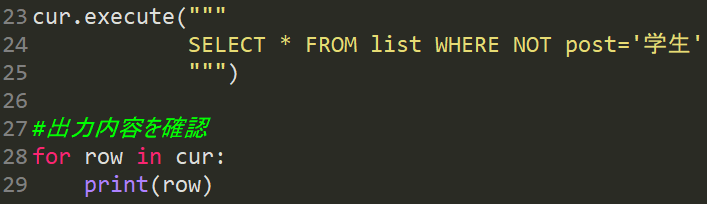 23 cur.execute("""
24             SELECT * FROM list WHERE NOT post='学生'
25             """)
26
27 #出力内容を確認
28 for row in cur:
29     print(row)